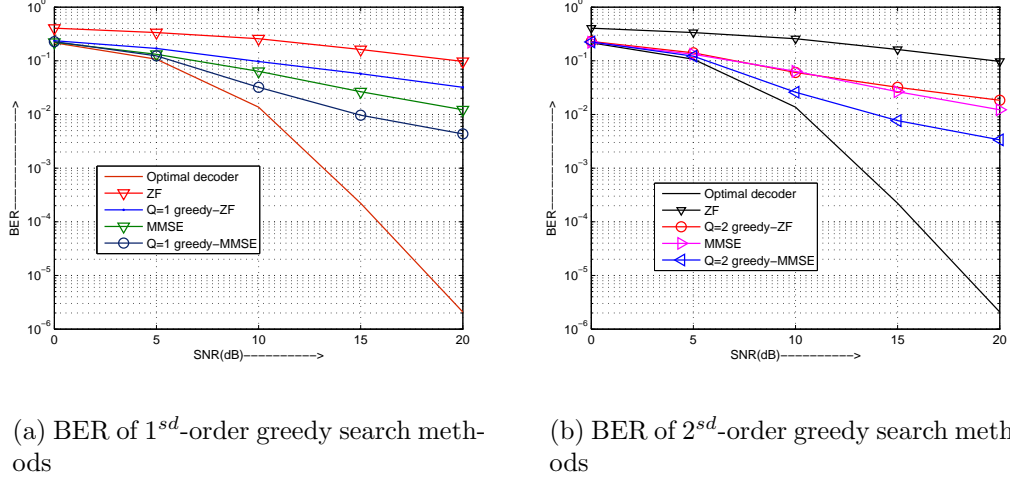 10^0
10^-1
10^-2
10^-3
10^-4
10^-5
10^-6
BER---------->
0 5 10 15 20
SNR(dB)---------->
Optimal decoder
ZF
Q=1 greedy-ZF
MMSE
Q=1 greedy-MMSE
(a) BER of 1^{sd}-order greedy search meth-
ods
10^0
10^-1
10^-2
10^-3
10^-4
10^-5
10^-6
BER---------->
0 5 10 15 20
SNR(dB)---------->
Optimal decoder
ZF
Q=2 greedy-ZF
MMSE
Q=2 greedy-MMSE
(b) BER of 2^{sd}-order greedy search meth
ods